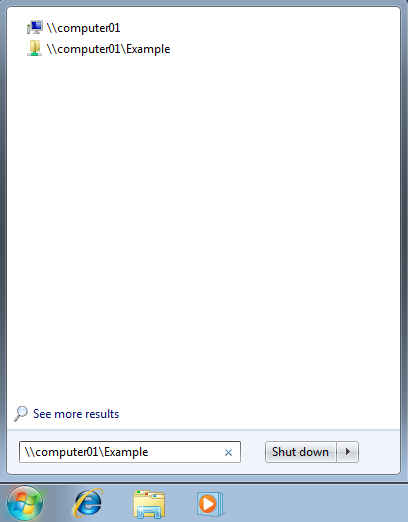 \\computer01
\\computer01\Example
See more results
\\computer01\Example
Shut down